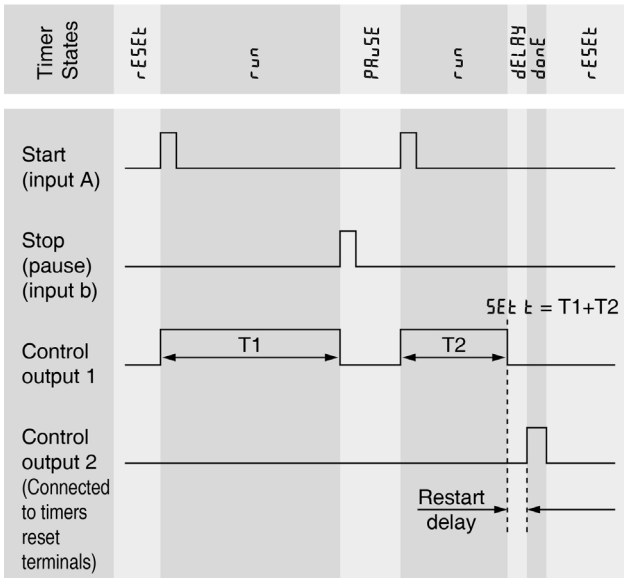 Timer
States
rESEt
run
PAuSE
run
dELAY
donE
rESEt
Start
(input A)
Stop
(pause)
(input b)
SEt t = T1+T2
Control
output 1
T1
T2
Control
output 2
(Connected
to timers
reset
terminals)
Restart
delay